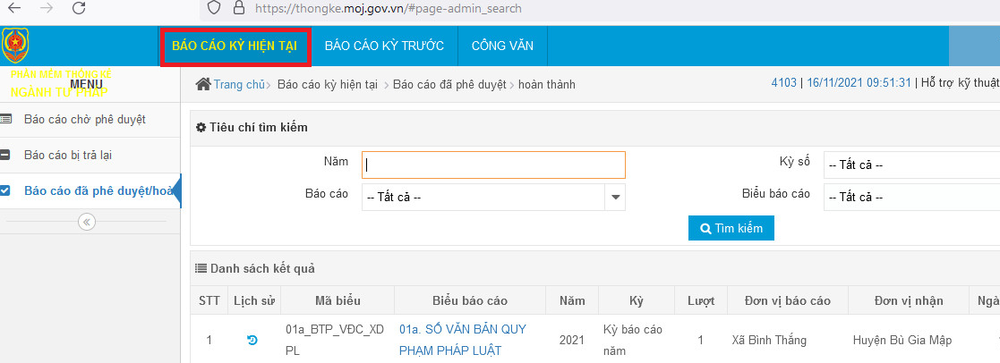 https://thongke.moj.gov.vn/#page-admin_search
BÁO CÁO KỲ HIỆN TẠI BÁO CÁO KỲ TRƯỚC CÔNG VĂN
PHẦN MỀM THỐNG KÊ
NGÀNH TƯ PHÁP
MENU
Trang chủ Báo cáo kỳ hiện tại Báo cáo đã phê duyệt hoàn thành
4103 | 16/11/2021 09:51:31 | Hỗ trợ kỹ thuật
Báo cáo chờ phê duyệt
Báo cáo bị trả lại
Báo cáo đã phê duyệt/hoà
Tiêu chí tìm kiếm
Năm Kỳ số -- Tất cả --
Báo cáo -- Tất cả -- Biểu báo cáo -- Tất cả --
Tìm kiếm
Danh sách kết quả
STT Lịch sử Mã biểu Biểu báo cáo Năm Kỳ Lượt Đơn vị báo cáo Đơn vị nhận Ngà
1 01a_BTP_VĐC_XD
PL 01a. SỐ VĂN BẢN QUY
PHẠM PHÁP LUẬT 2021 Kỳ báo cáo
năm 1 Xã Bình Thắng Huyện Bù Gia Mập